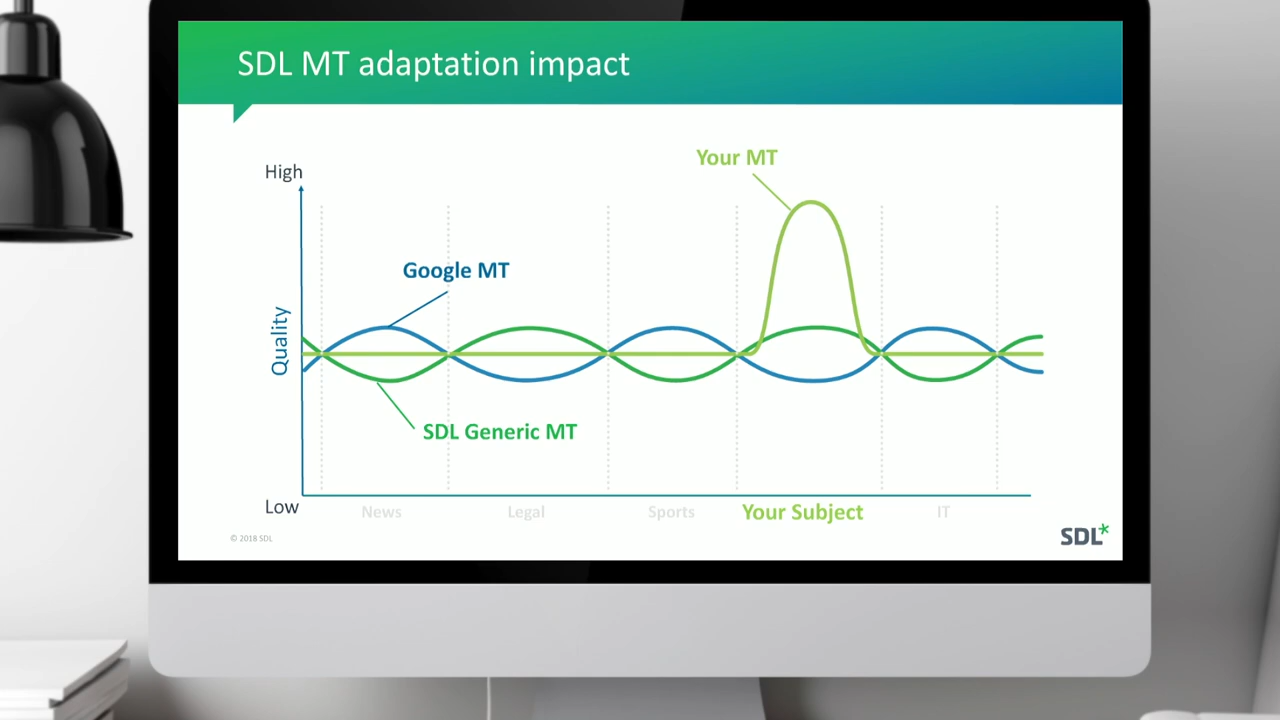 SDL MT adaptation impact
High
Your MT
Google MT
Quality
SDL Generic MT
Low
News
Legal
Sports
Your Subject
IT
© 2018 SDL
SDL*